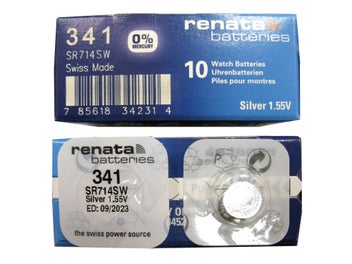 341
SR714SW
Swiss Made
0%
MERCURY
7 85618 34231 4
renata
batteries
10 Watch Batteries
Uhrenbatterien
Piles pour montres
Silver 1.55V
renata
batteries
341
SR714SW
Silver 1.55V
ED: 09/2023
the swiss power source